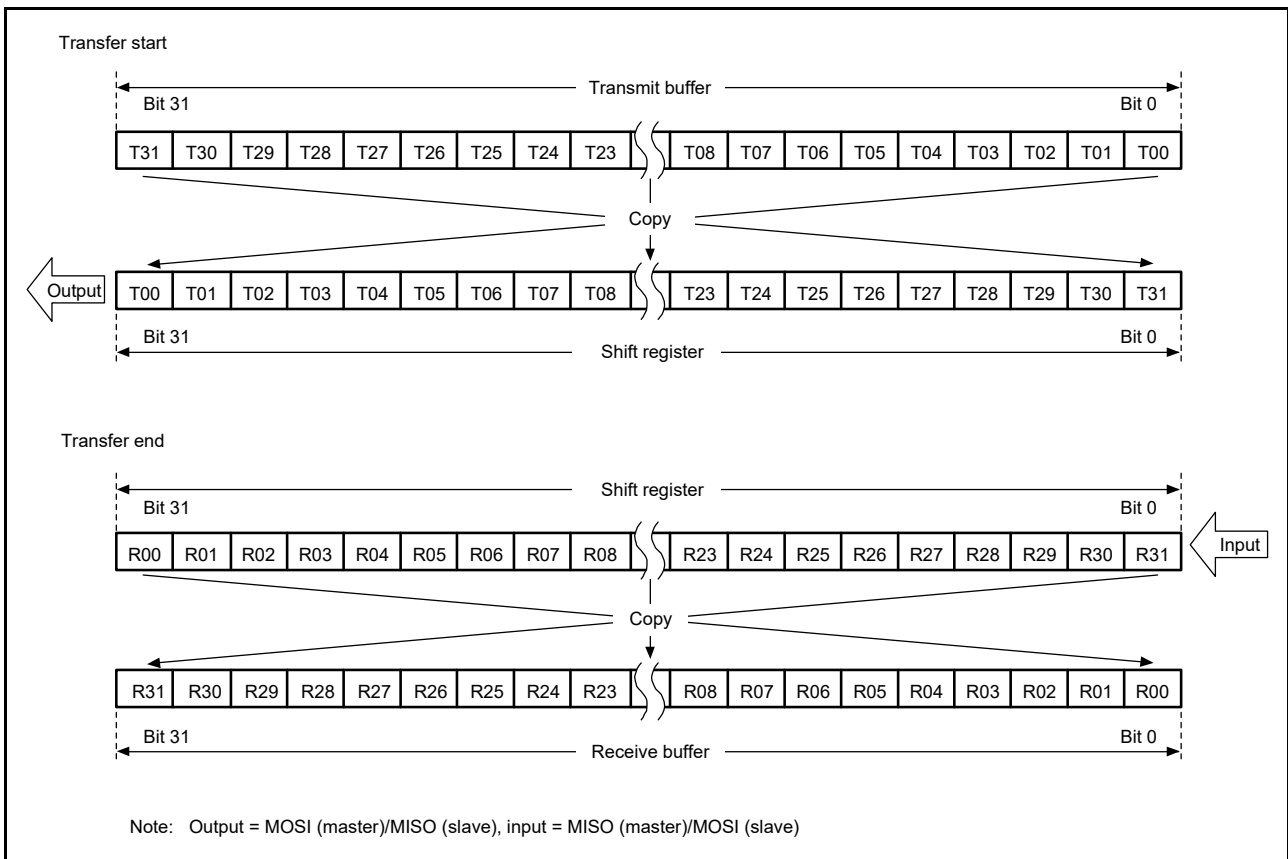 Transfer start
Transmit buffer
Bit 31 Bit 0
T31 T30 T29 T28 T27 T26 T25 T24 T23 T08 T07 T06 T05 T04 T03 T02 T01 T00
Copy
Output T00 T01 T02 T03 T04 T05 T06 T07 T08 T23 T24 T25 T26 T27 T28 T29 T30 T31
Bit 31 Bit 0
Shift register
Transfer end
Shift register
Bit 31 Bit 0
R00 R01 R02 R03 R04 R05 R06 R07 R08 R23 R24 R25 R26 R27 R28 R29 R30 R31 Input
Copy
R31 R30 R29 R28 R27 R26 R25 R24 R23 R08 R07 R06 R05 R04 R03 R02 R01 R00
Bit 31 Bit 0
Receive buffer
Note: Output = MOSI (master)/MISO (slave), input = MISO (master)/MOSI (slave)